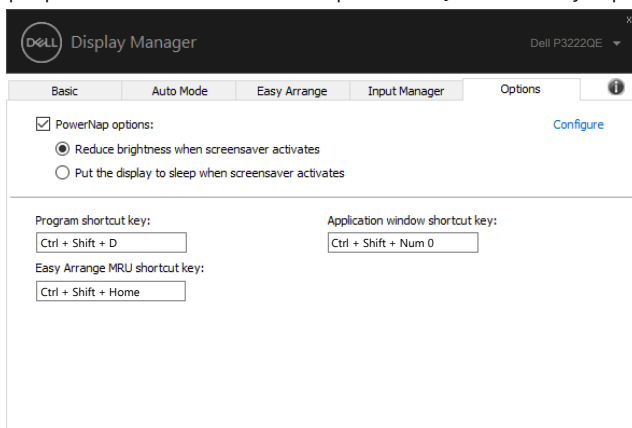 DELL Display Manager
Dell P3222QE
x
Basic
Auto Mode
Easy Arrange
Input Manager
Options
PowerNap options:
Configure
Reduce brightness when screensaver activates
Put the display to sleep when screensaver activates
Program shortcut key:
Application window shortcut key:
Ctrl + Shift + D
Ctrl + Shift + Num 0
Easy Arrange MRU shortcut key:
Ctrl + Shift + Home